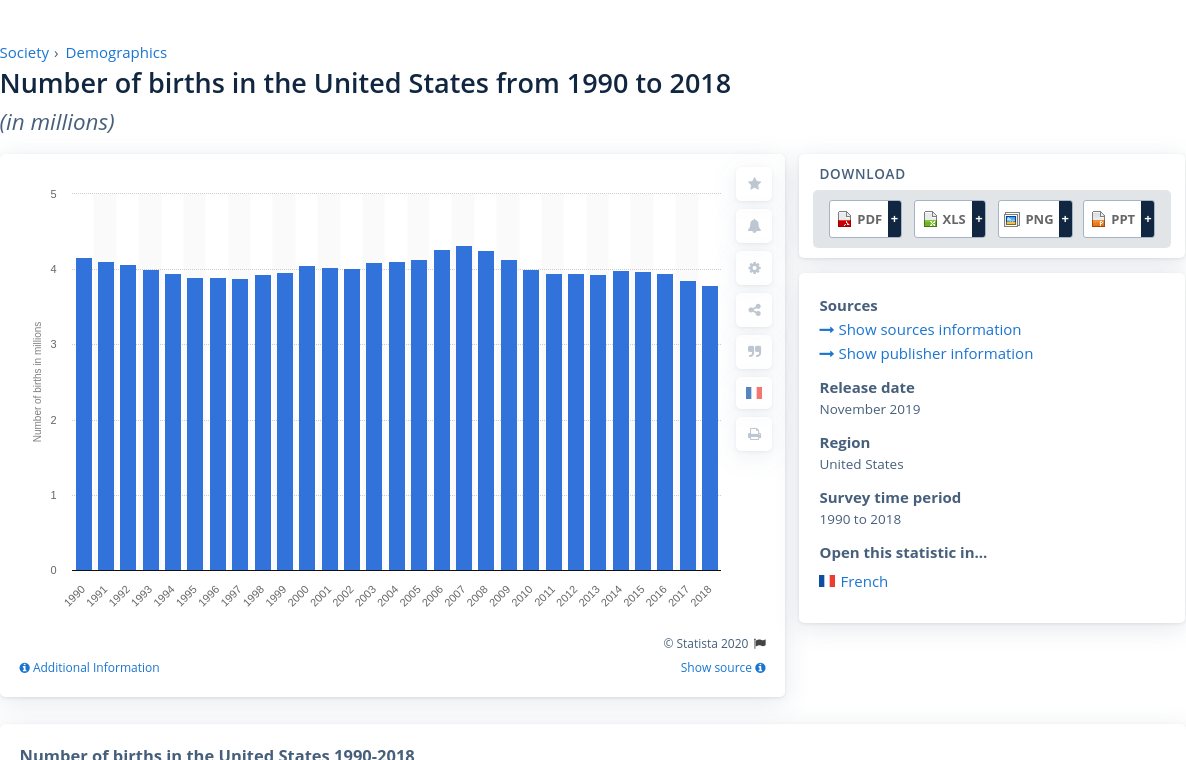 Society › Demographics
Number of births in the United States from 1990 to 2018
(in millions)
5
4
3
2
1
0
Number of births in millions
1990 1991 1992 1993 1994 1995 1996 1997 1998 1999 2000 2001 2002 2003 2004 2005 2006 2007 2008 2009 2010 2011 2012 2013 2014 2015 2016 2017 2018
© Statista 2020
Additional Information
Show source
DOWNLOAD
PDF + XLS + PNG + PPT +
Sources
Show sources information
Show publisher information
Release date
November 2019
Region
United States
Survey time period
1990 to 2018
Open this statistic in...
French
Number of births in the United States 1990-2018